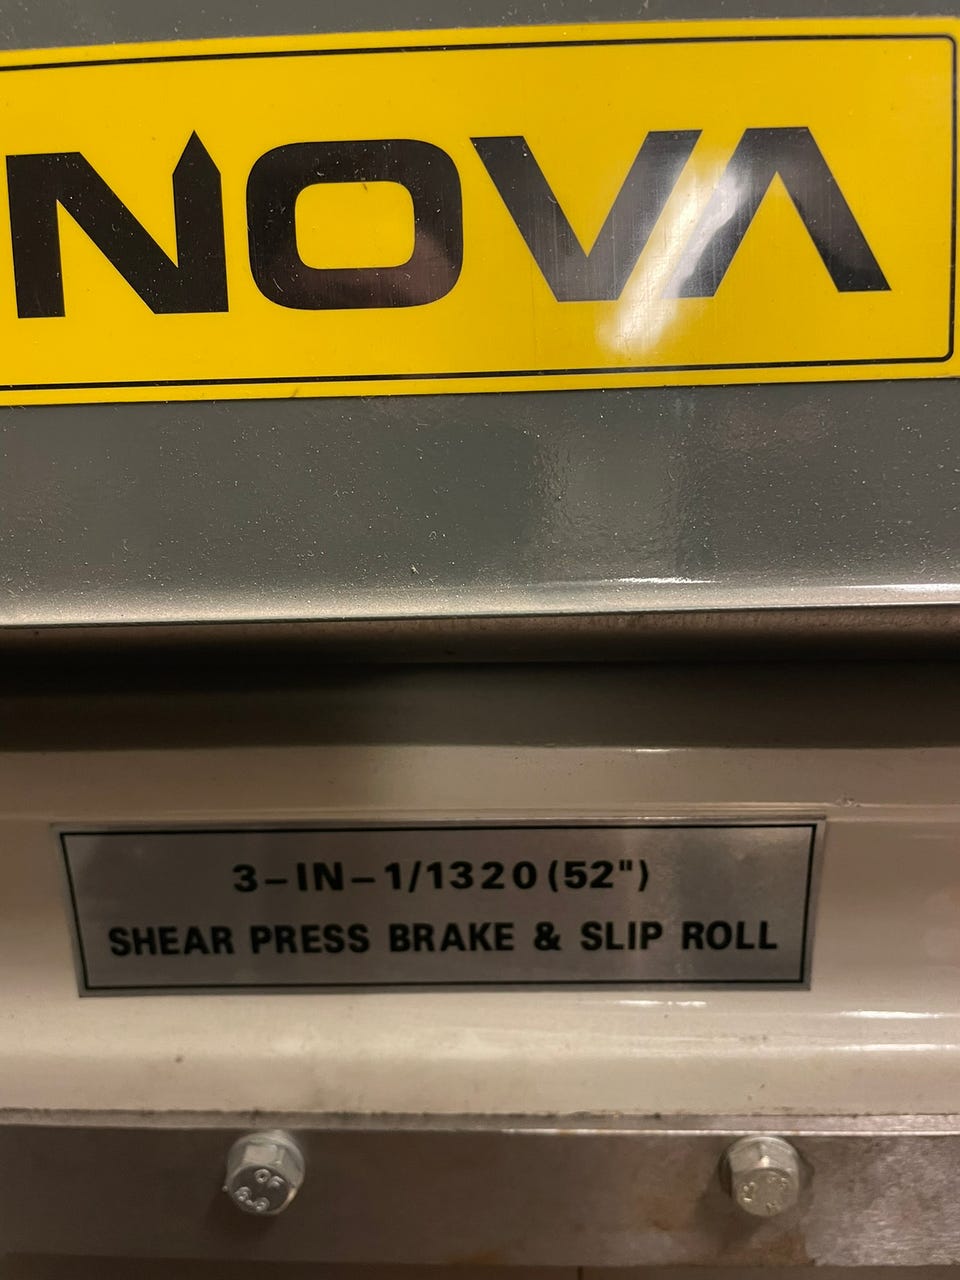 NOVA
3-IN-1/1320(52")
SHEAR PRESS BRAKE & SLIP ROLL